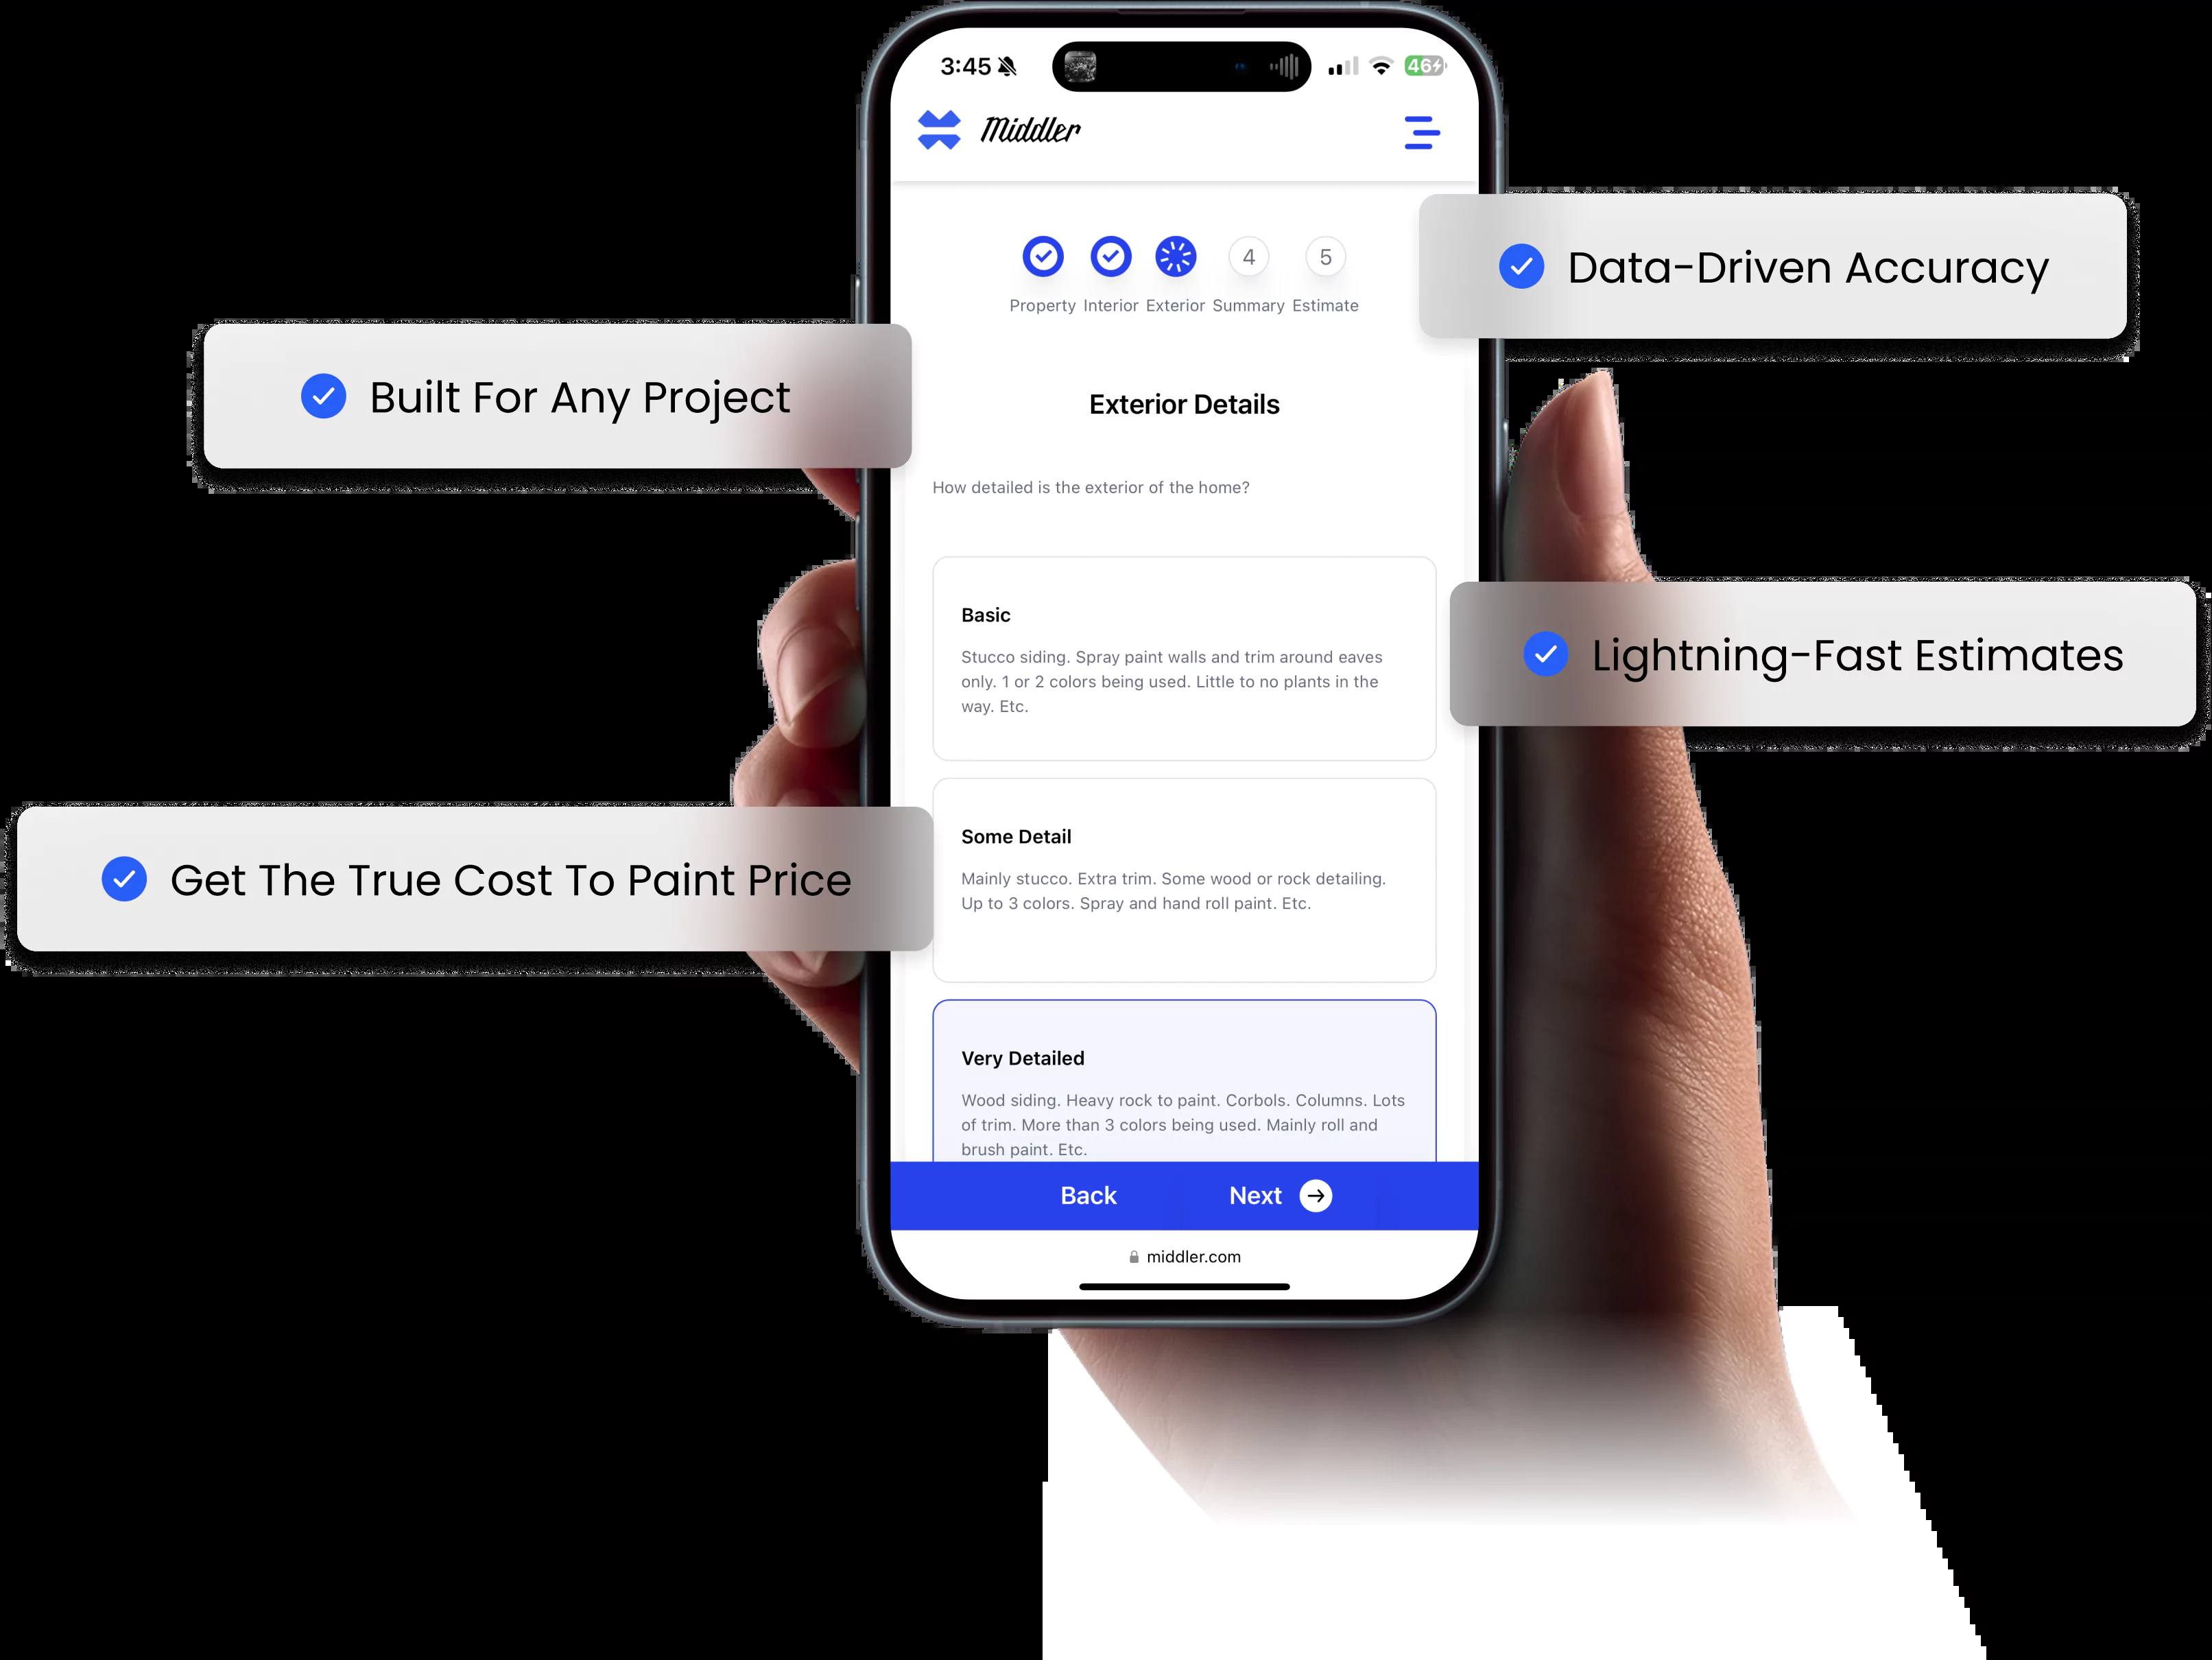 3:45
46
Middler
4
5
Property Interior Exterior Summary Estimate
Data-Driven Accuracy
Built For Any Project
Exterior Details
How detailed is the exterior of the home?
Basic
Stucco siding. Spray paint walls and trim around eaves
only. 1 or 2 colors being used. Little to no plants in the
way. Etc.
Lightning-Fast Estimates
Some Detail
Mainly stucco. Extra trim. Some wood or rock detailing.
Up to 3 colors. Spray and hand roll paint. Etc.
Get The True Cost To Paint Price
Very Detailed
Wood siding. Heavy rock to paint. Corbols. Columns. Lots
of trim. More than 3 colors being used. Mainly roll and
brush paint. Etc.
Back
Next
middler.com